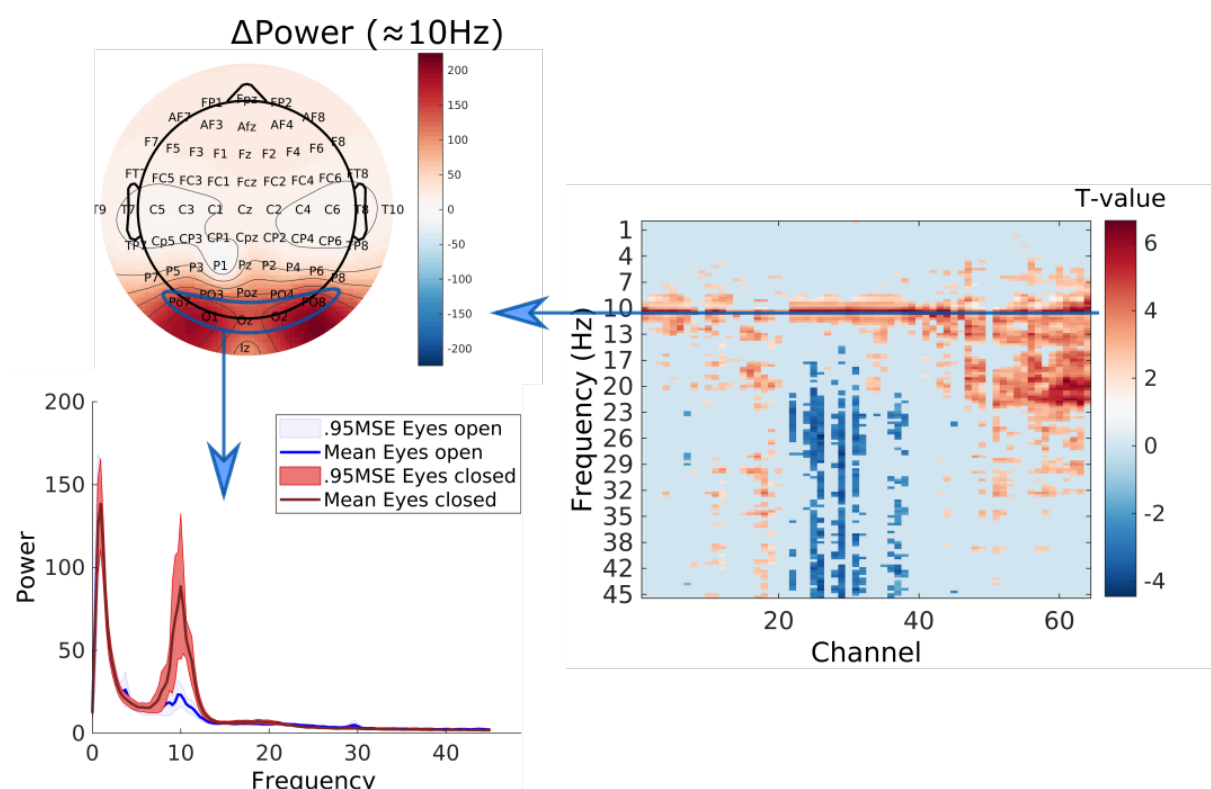 ΔPower (≈10Hz)
FP1 Fpz FP2
AF7 AF8
AF3 Afz AF4
F7 F8
F5 F3 F1 Fz F2 F4 F6
FT7 FT8
FC5 FC3 FC1 Fcz FC2 FC4 FC6
T9 T7 C5 C3 C1 Cz C2 C4 C6 T8 T10
TP7 Cp5 CP3 CP1 Cpz CP2 CP4 CP6 TP8
P7 P5 P3 P1 Pz P2 P4 P6 P8
Po7 PO3 Poz PO4 PO8
O1 Oz O2
Iz
200
150
100
50
0
-50
-100
-150
-200
T-value
6
4
2
0
-2
-4
Frequency (Hz)
1
4
7
10
13
17
20
23
26
29
32
35
38
42
45
20 40 60
Channel
.95MSE Eyes open
Mean Eyes open
.95MSE Eyes closed
Mean Eyes closed
Power
200
150
100
50
0
0 10 20 30 40
Frequency